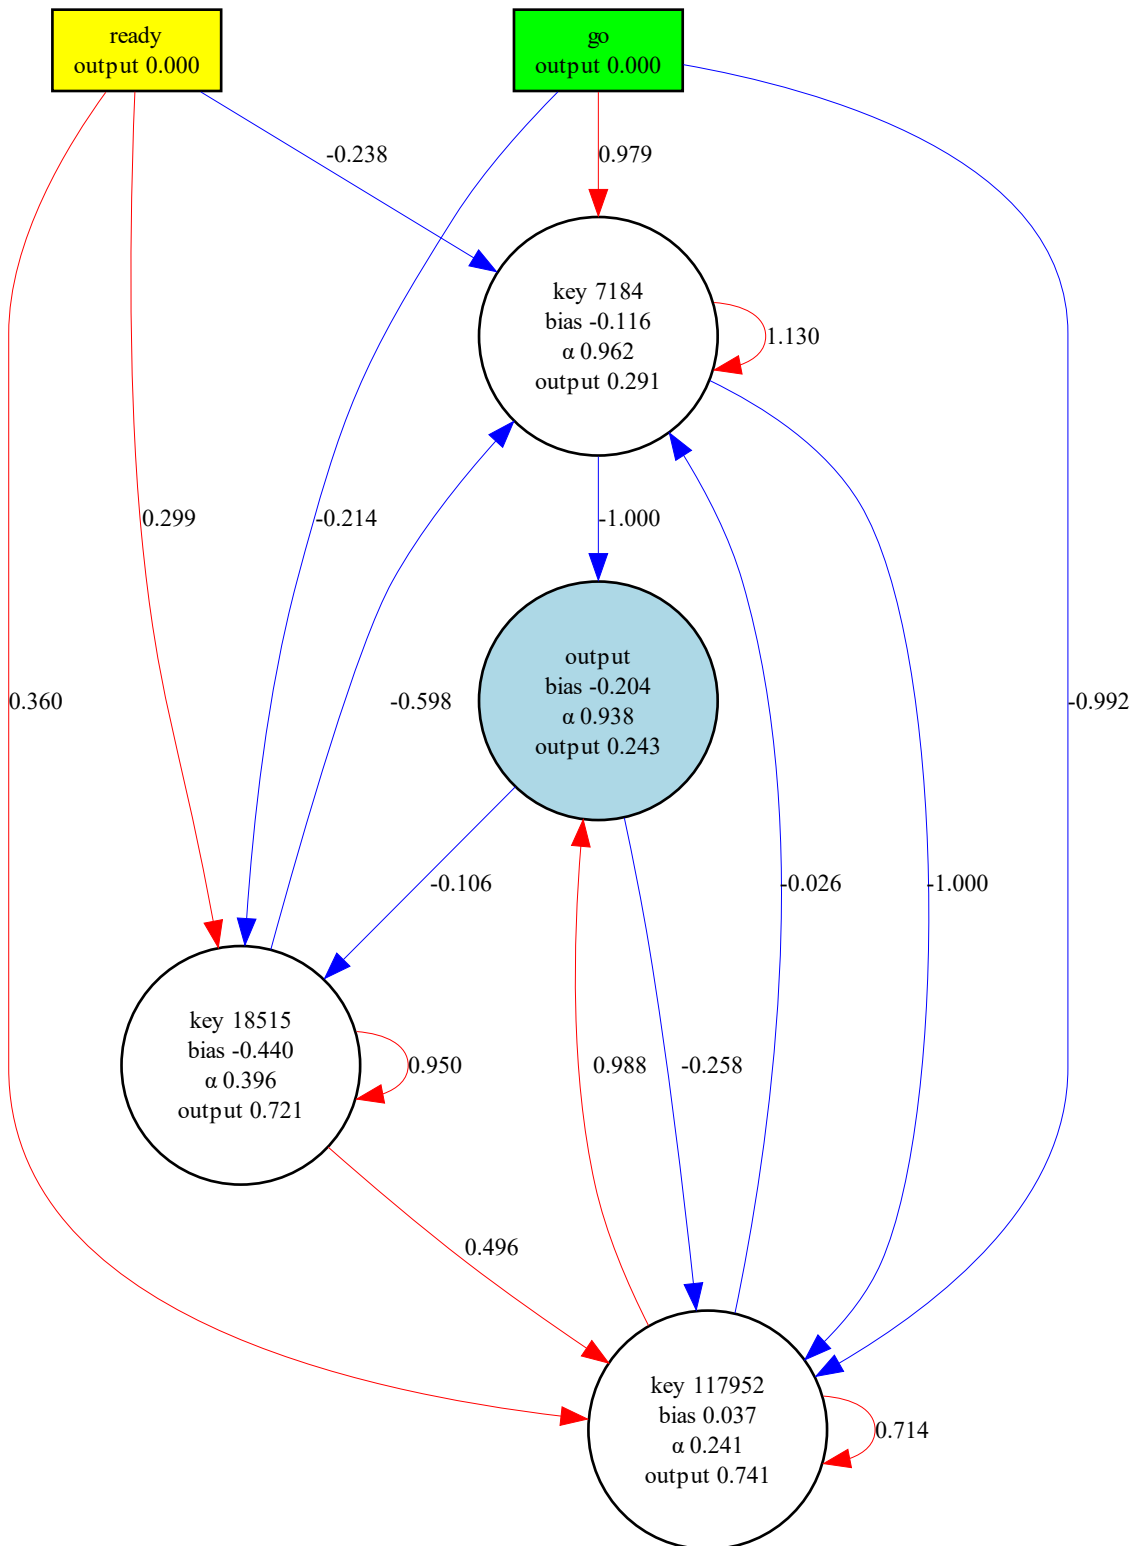 ready
output 0.000
go
output 0.000
-0.238
0.979
key 7184
bias -0.116
α 0.962
output 0.291
1.130
0.299
-0.214
-1.000
output
bias -0.204
α 0.938
output 0.243
0.360
-0.598
-0.992
-0.106
-0.026
-1.000
key 18515
bias -0.440
α 0.396
output 0.721
0.950
0.988
-0.258
0.496
key 117952
bias 0.037
α 0.241
output 0.741
0.714